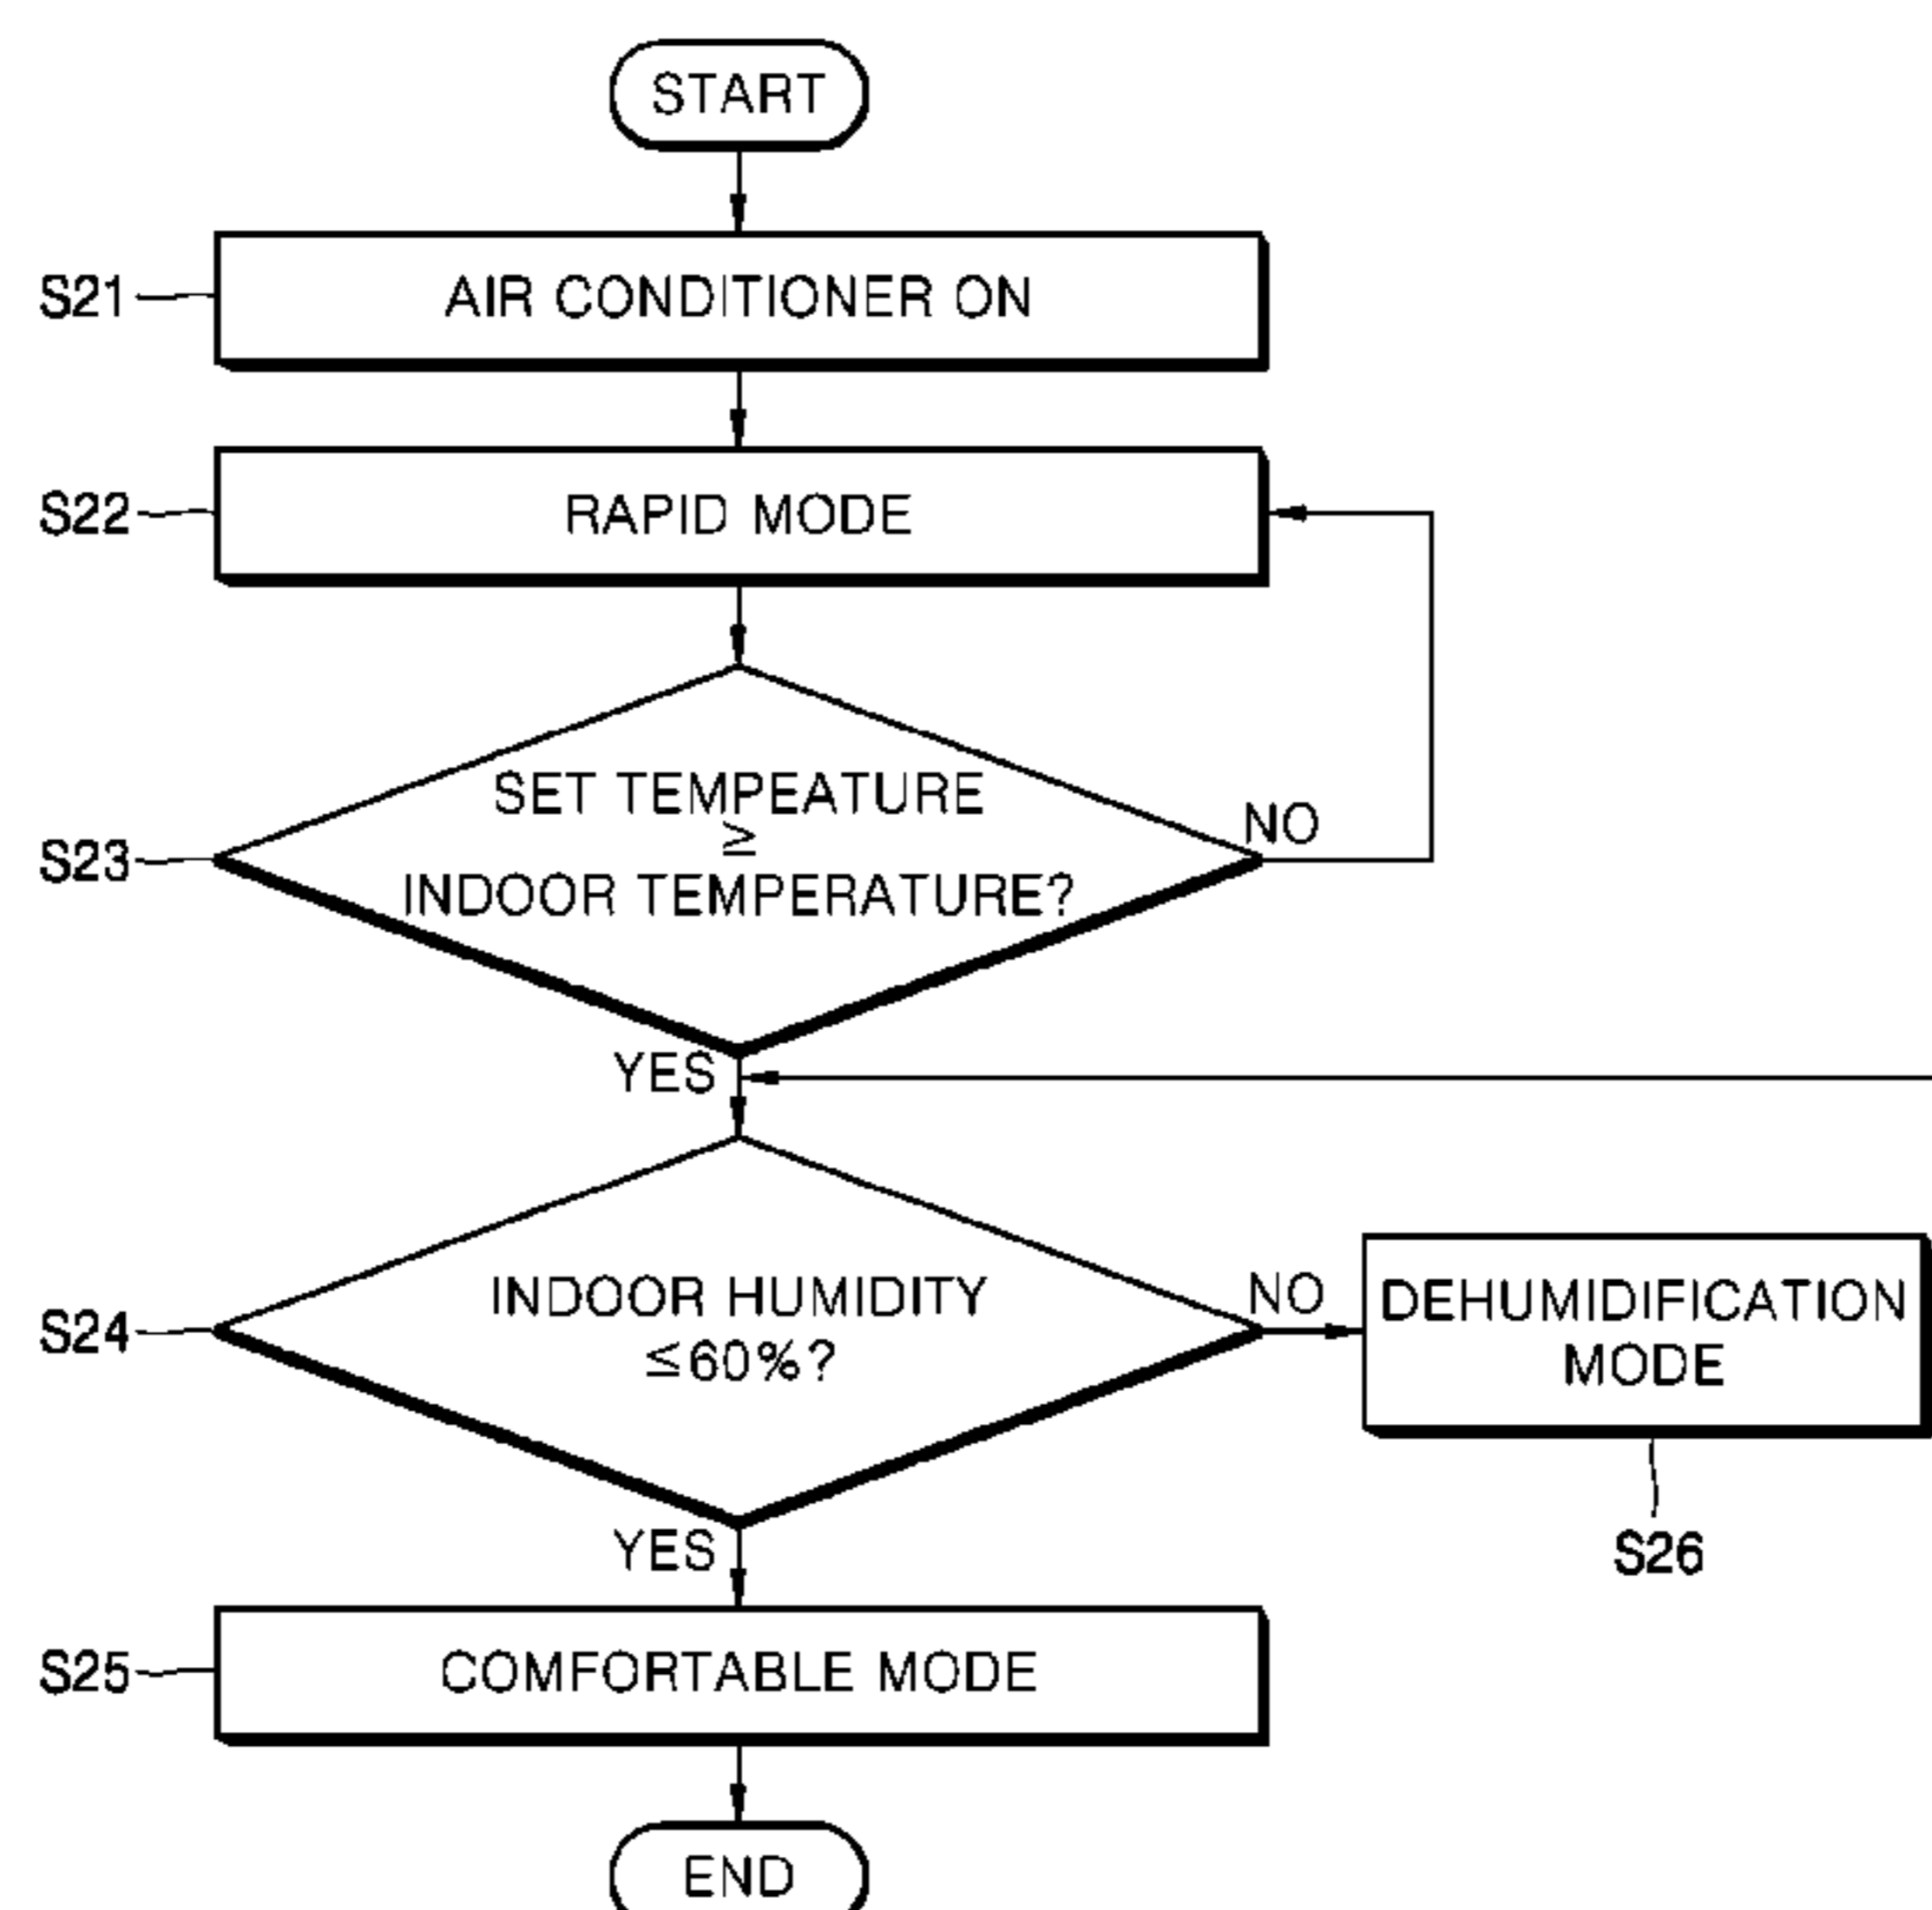 START
S21
AIR CONDITIONER ON
S22
RAPID MODE
SET TEMPEATURE
≥
INDOOR TEMPERATURE?
S23
NO
YES
INDOOR HUMIDITY
≤60%?
S24
NO
DEHUMIDIFICATION
MODE
S26
YES
S25
COMFORTABLE MODE
END